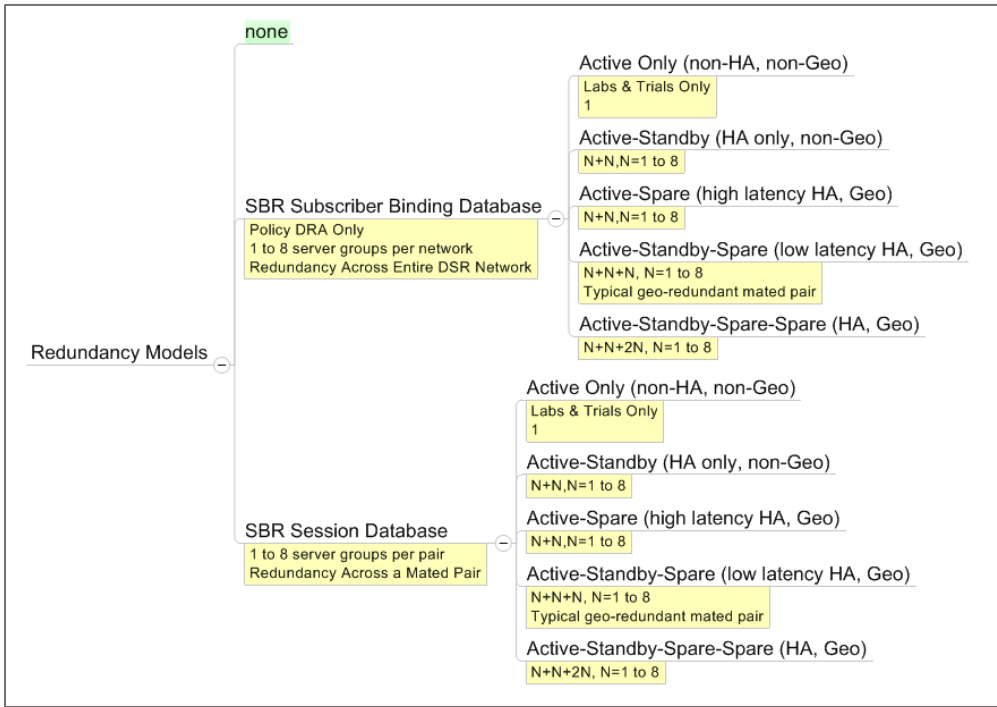 none
Active Only (non-HA, non-Geo)
Labs & Trials Only
1
Active-Standby (HA only, non-Geo)
N+N,N=1 to 8
Active-Spare (high latency HA, Geo)
N+N,N=1 to 8
SBR Subscriber Binding Database
Policy DRA Only
1 to 8 server groups per network
Redundancy Across Entire DSR Network
Active-Standby-Spare (low latency HA, Geo)
N+N+N, N=1 to 8
Typical geo-redundant mated pair
Active-Standby-Spare-Spare (HA, Geo)
N+N+2N, N=1 to 8
Redundancy Models
Active Only (non-HA, non-Geo)
Labs & Trials Only
1
Active-Standby (HA only, non-Geo)
N+N,N=1 to 8
Active-Spare (high latency HA, Geo)
N+N,N=1 to 8
SBR Session Database
1 to 8 server groups per pair
Redundancy Across a Mated Pair
Active-Standby-Spare (low latency HA, Geo)
N+N+N, N=1 to 8
Typical geo-redundant mated pair
Active-Standby-Spare-Spare (HA, Geo)
N+N+2N, N=1 to 8